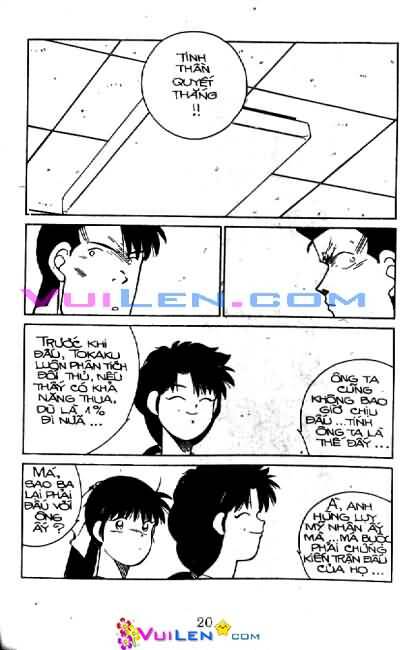 TINH
THẦN
QUYẾT
THẮNG
!!
VUILEN.COM
TRƯỚC KHI
ĐẤU, TOKAKU
LUÔN PHÂN TÍCH
ĐỐI THỦ, NẾU
THẤY CÓ KHẢ
NĂNG THUA,
DÙ LÀ 1%
ĐI NỮA ...
ÔNG TA
CŨNG
KHÔNG BAO
GIỜ CHỊU
ĐẤU ...TÍNH
ÔNG TA LÀ
THẾ ĐẤY ...
MÁ,
SAO BA
LẠI PHẢI
ĐẤU VỚI
ÔNG
ẤY ?
À, ANH
HÙNG LUỴ
MỸ NHÂN ẤY
MÀ ... MÁ BUỘC
PHẢI CHỨNG
KIẾN TRẬN ĐẤU
CỦA HỌ ...
20
VUILEN.COM